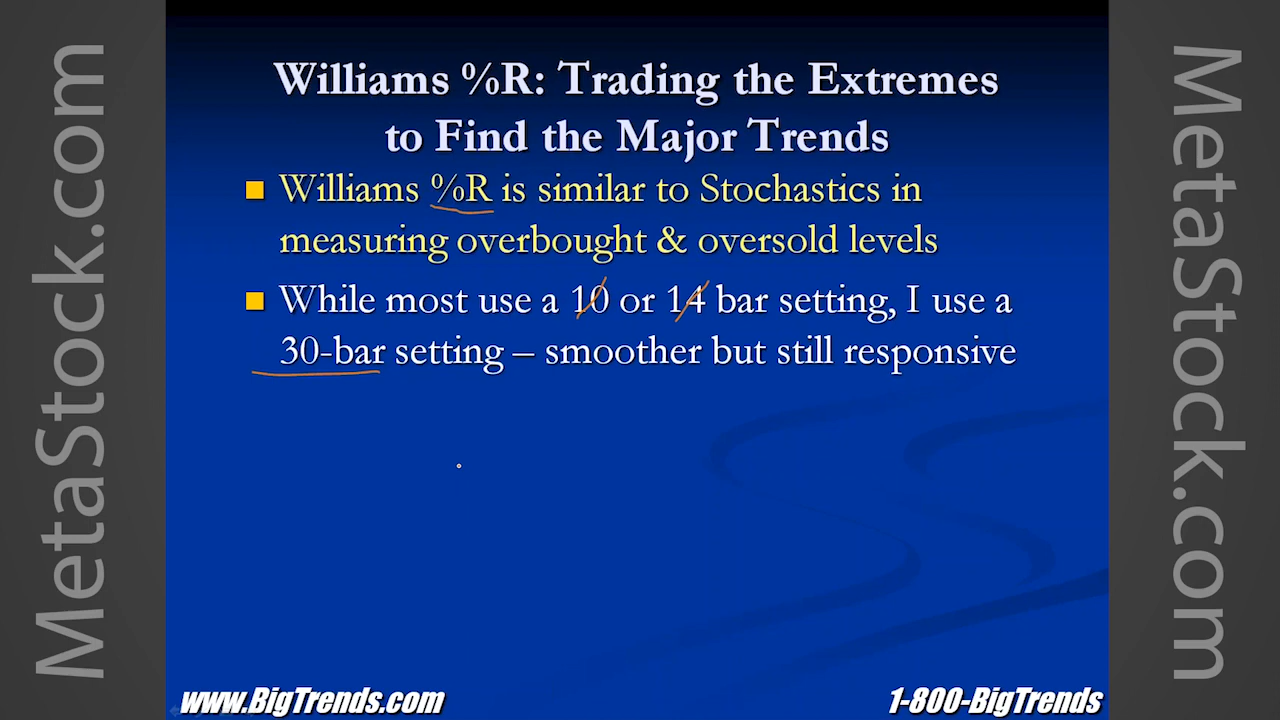 Williams %R: Trading the Extremes
to Find the Major Trends
Williams %R is similar to Stochastics in
measuring overbought & oversold levels
While most use a 10 or 14 bar setting, I use a
30-bar setting – smoother but still responsive
www.BigTrends.com
1-800-BigTrends
MetaStock.com
MetaStock.com